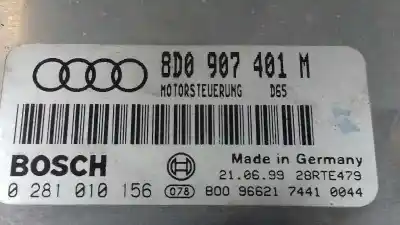 8D0 907 401 M
MOTORSTEUERUNG D65
BOSCH
Made in Germany
21.06.99 28RTE479
0 281 010 156 078 800 96621 7441 0044